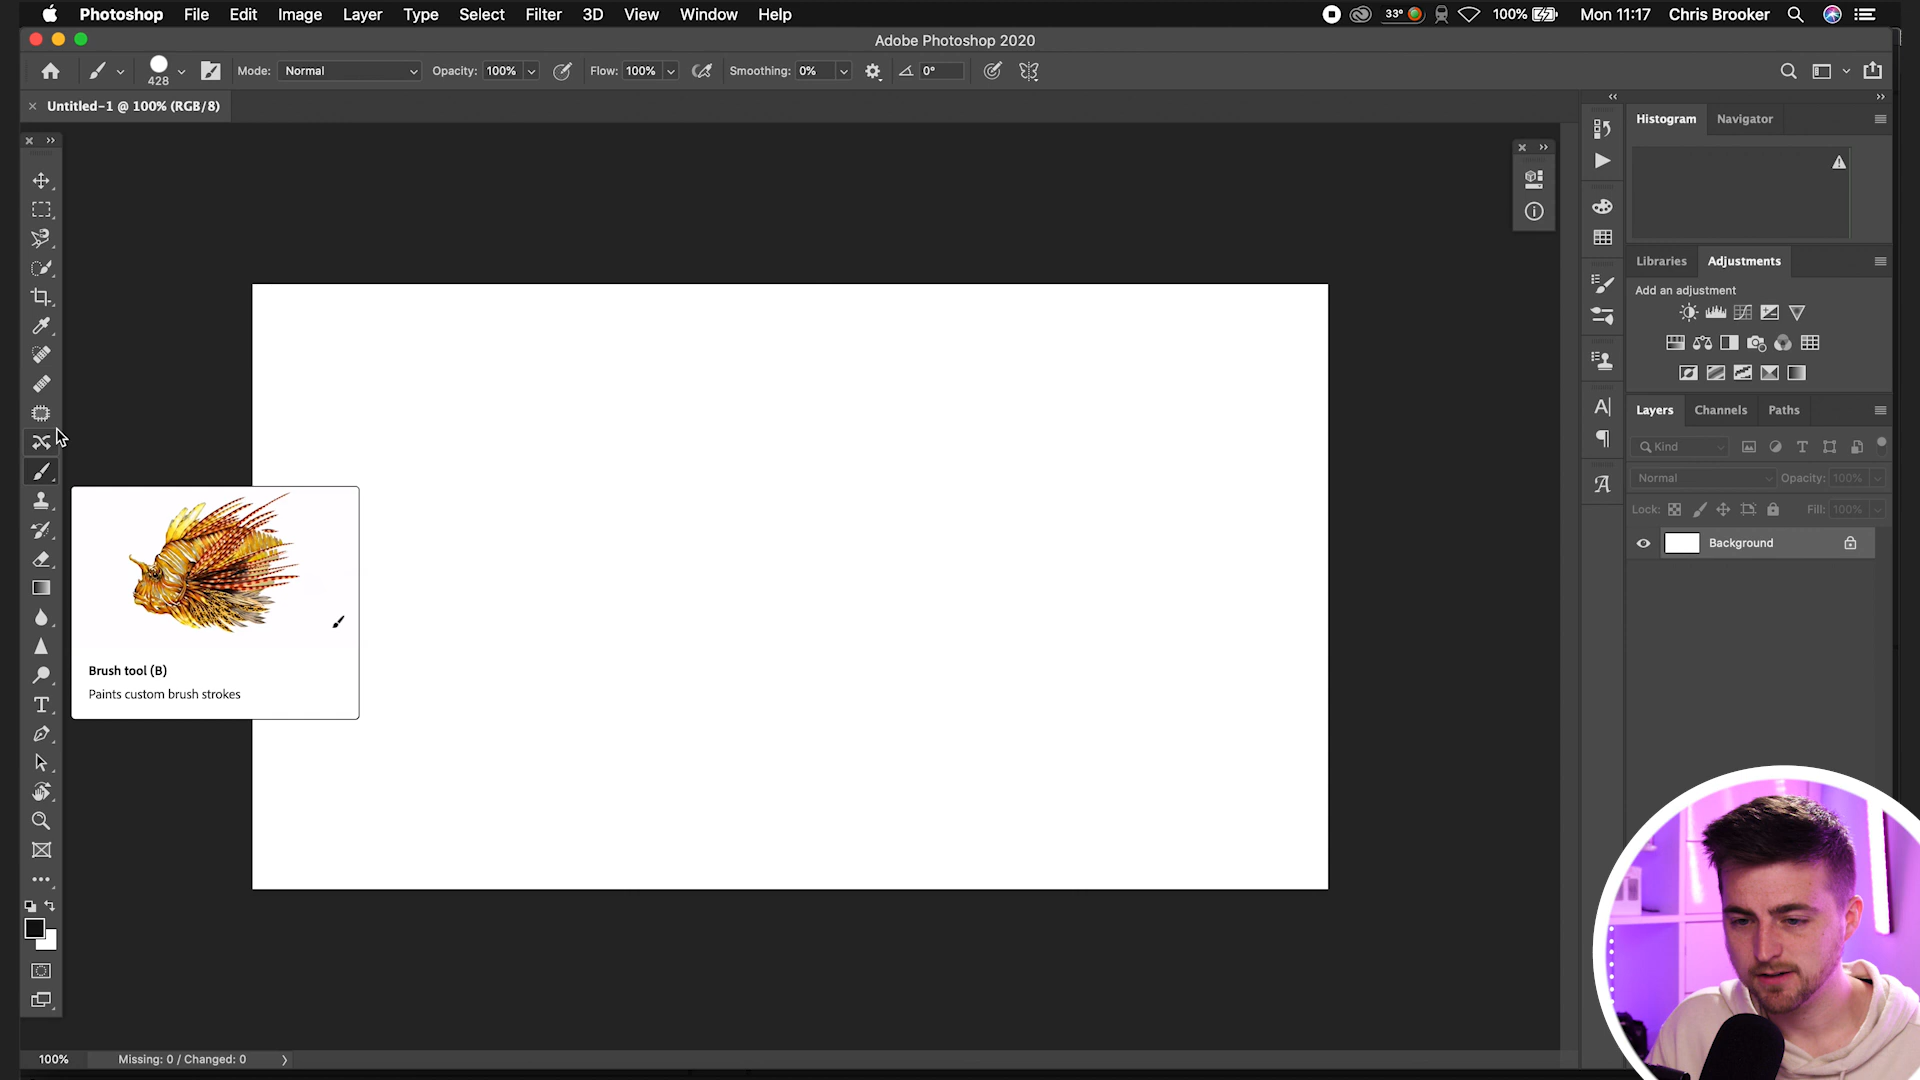 Photoshop File Edit Image Layer Type Select Filter 3D View Window Help 33° 100% Mon 11:17 Chris Brooker
Adobe Photoshop 2020
428 Mode: Normal Opacity: 100% Flow: 100% Smoothing: 0% 0°
Untitled-1 @ 100% (RGB/8)
Histogram Navigator
Libraries Adjustments
Add an adjustment
Layers Channels Paths
Kind
Normal Opacity: 100%
Lock: Fill: 100%
Background
Brush tool (B)
Paints custom brush strokes
100% Missing: 0 / Changed: 0